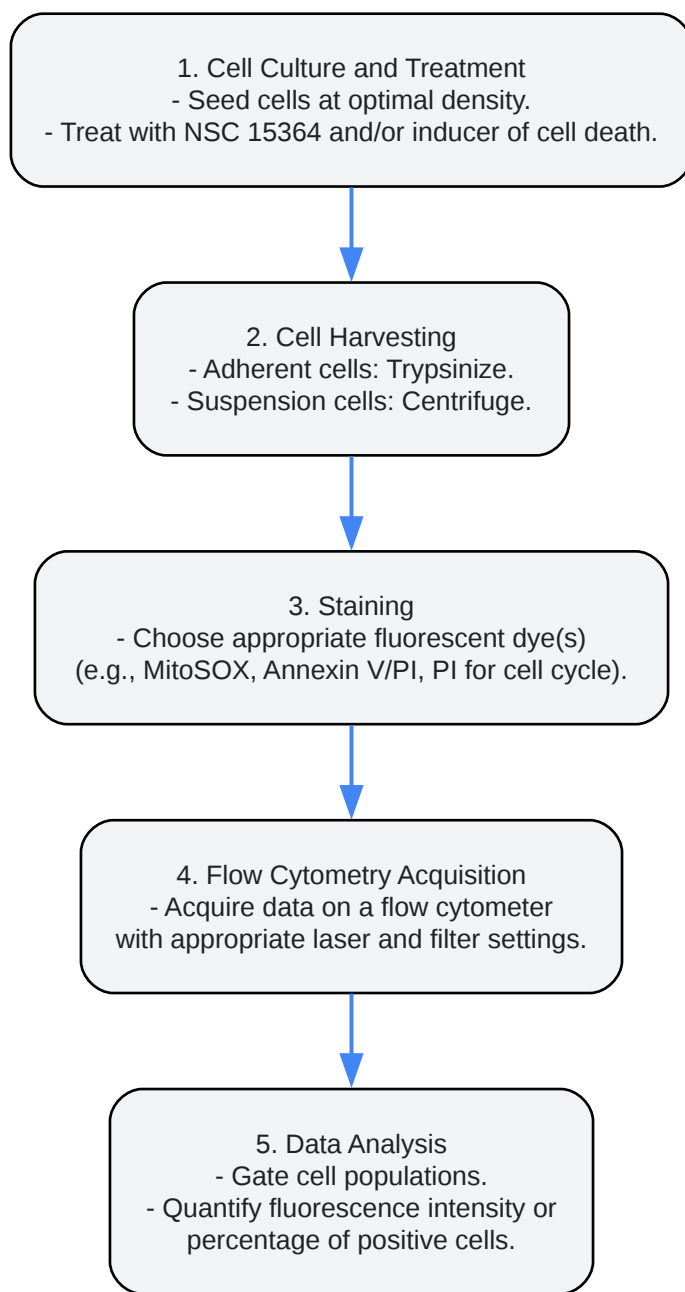 1. Cell Culture and Treatment
- Seed cells at optimal density.
- Treat with NSC 15364 and/or inducer of cell death.
2. Cell Harvesting
- Adherent cells: Trypsinize.
- Suspension cells: Centrifuge.
3. Staining
- Choose appropriate fluorescent dye(s)
(e.g., MitoSOX, Annexin V/PI, PI for cell cycle).
4. Flow Cytometry Acquisition
- Acquire data on a flow cytometer
with appropriate laser and filter settings.
5. Data Analysis
- Gate cell populations.
- Quantify fluorescence intensity or
percentage of positive cells.